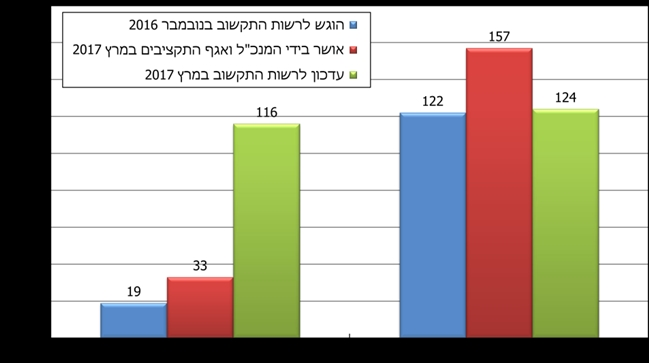 הוגש לרשות התקשוב בנובמבר 2016
אושר בידי המנכ"ל ואגף התקציבים במרץ 2017
עדכון לרשות התקשוב במרץ 2017
157
116
122
124
33
19